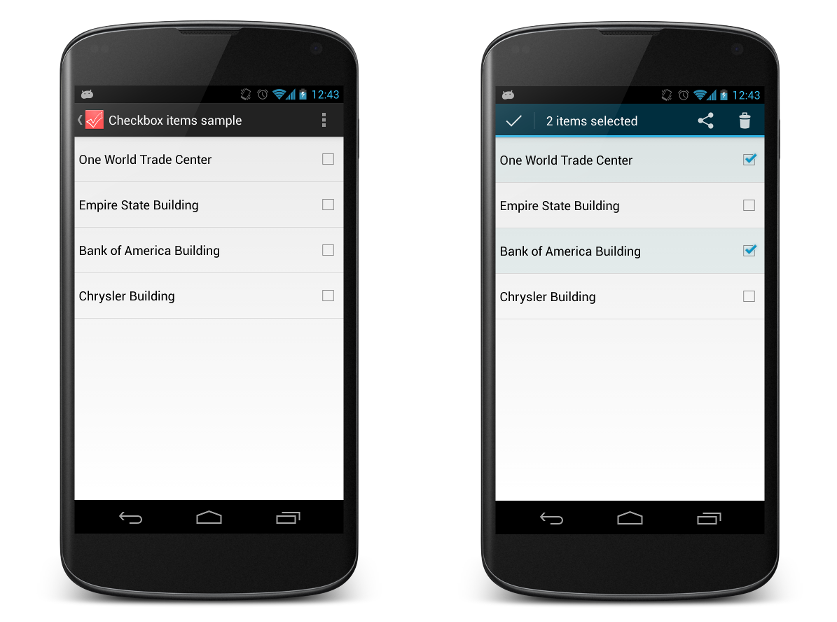 12:43
Checkbox items sample
One World Trade Center
Empire State Building
Bank of America Building
Chrysler Building
12:43
2 items selected
One World Trade Center
Empire State Building
Bank of America Building
Chrysler Building